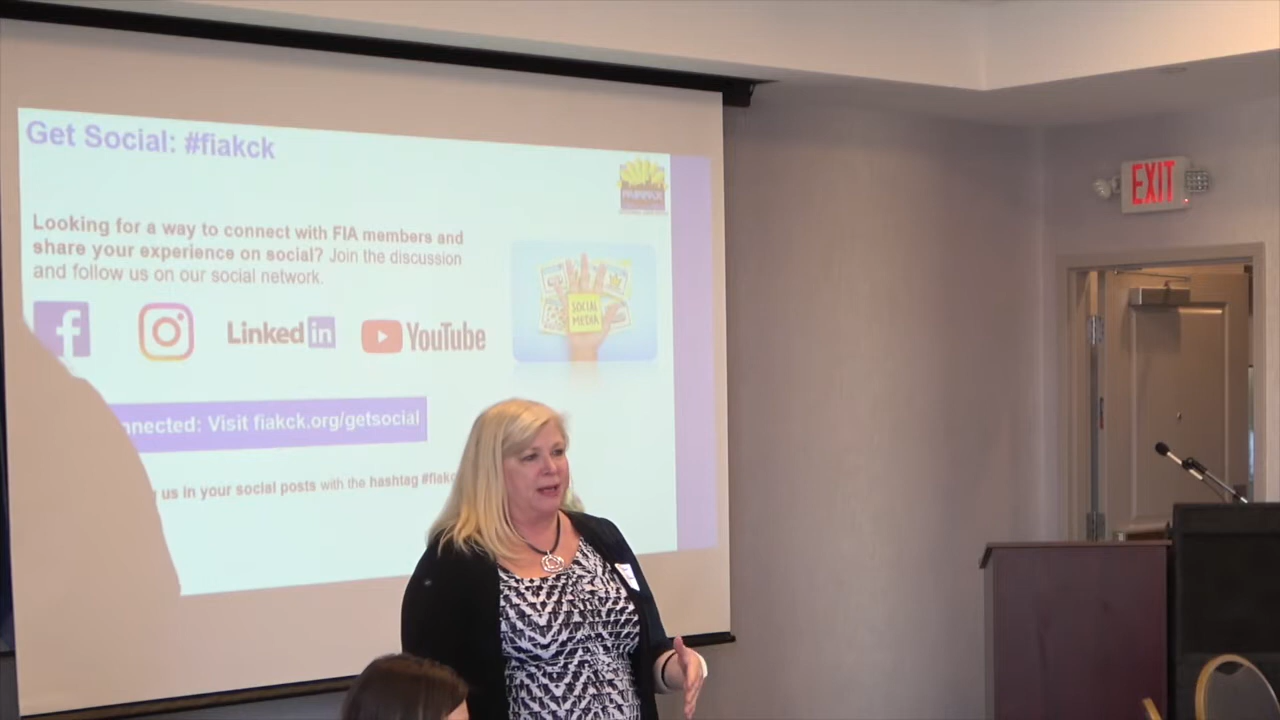 Get Social: #fiakck
Looking for a way to connect with FIA members and
share your experience on social? Join the discussion
and follow us on our social network.
f
Linked in
YouTube
SOCIAL
MEDIA
Visit fiakck.org/getsocial
us in your social posts with the hashtag
EXIT